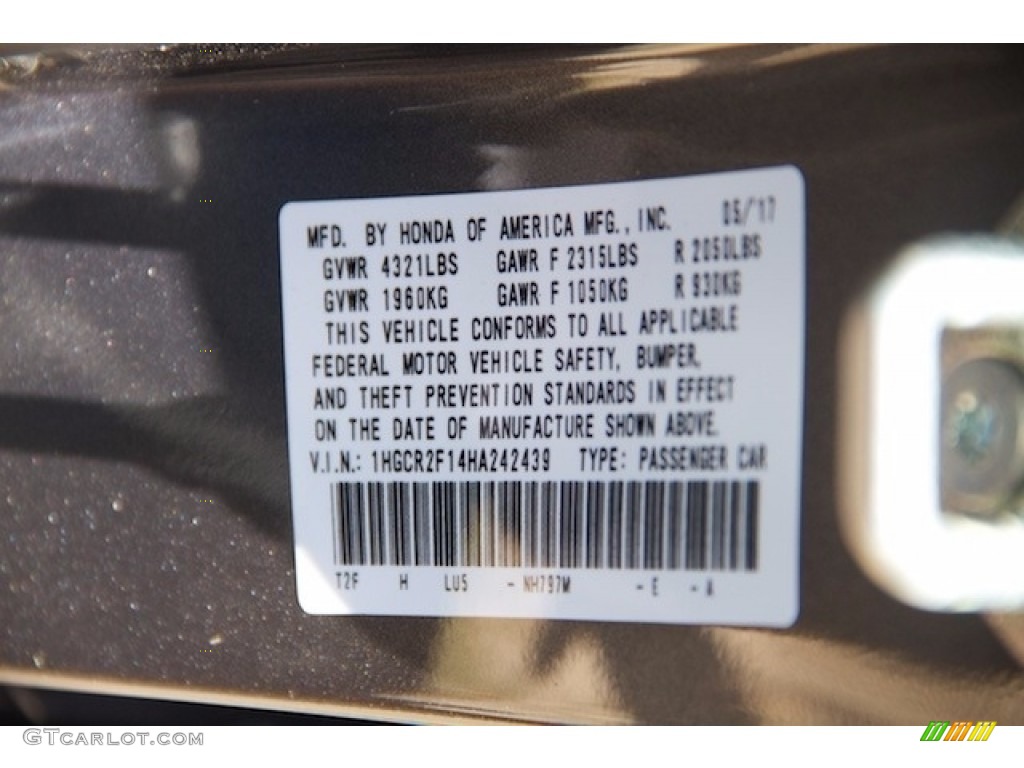 MFD. BY HONDA OF AMERICA MFG., INC. 05/'17
GVWR 4321LBS GAWR F 2315LBS R 2050LBS
GVWR 1960KG GAWR F 1050KG R 930KG
THIS VEHICLE CONFORMS TO ALL APPLICABLE
FEDERAL MOTOR VEHICLE SAFETY, BUMPER,
AND THEFT PREVENTION STANDARDS IN EFFECT
ON THE DATE OF MANUFACTURE SHOWN ABOVE.
V.I.N.: 1HGCR2F14HA242439 TYPE: PASSENGER CAR
T2F H LU5 - NH797M - E - A
GTCARLOT.COM